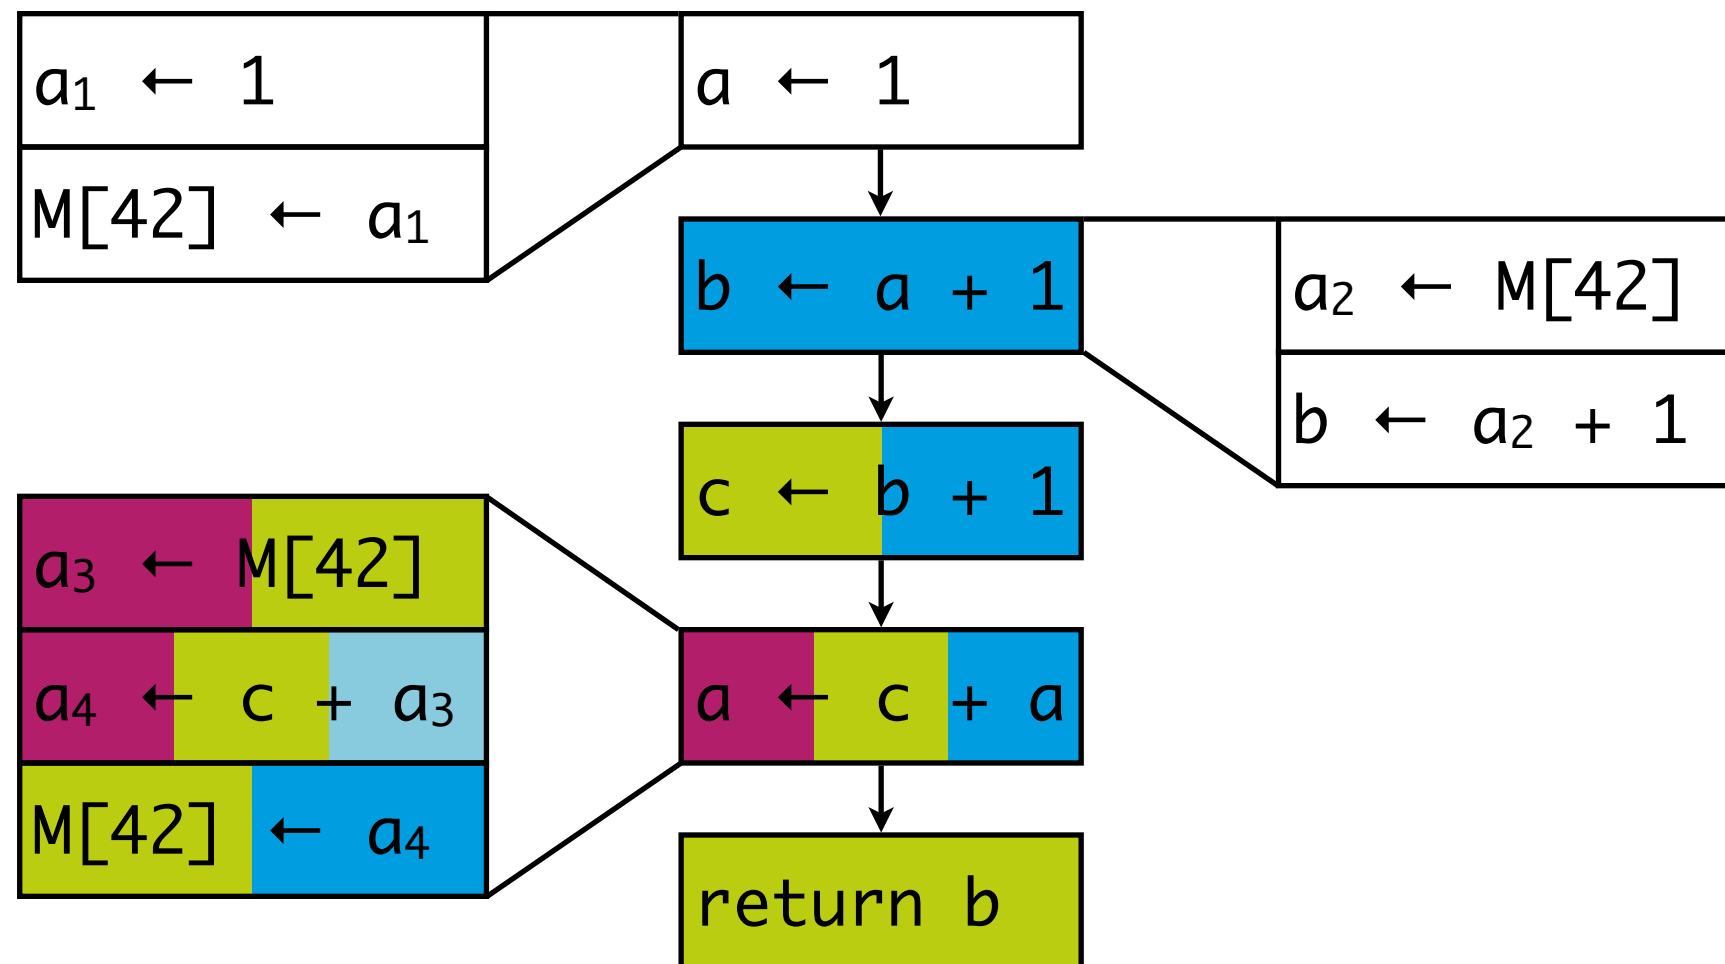 a1 ← 1
M[42] ← a1
a ← 1
b ← a + 1
a2 ← M[42]
b ← a2 + 1
c ← b + 1
a3 ← M[42]
a4 ← c + a3
M[42] ← a4
a ← c + a
return b